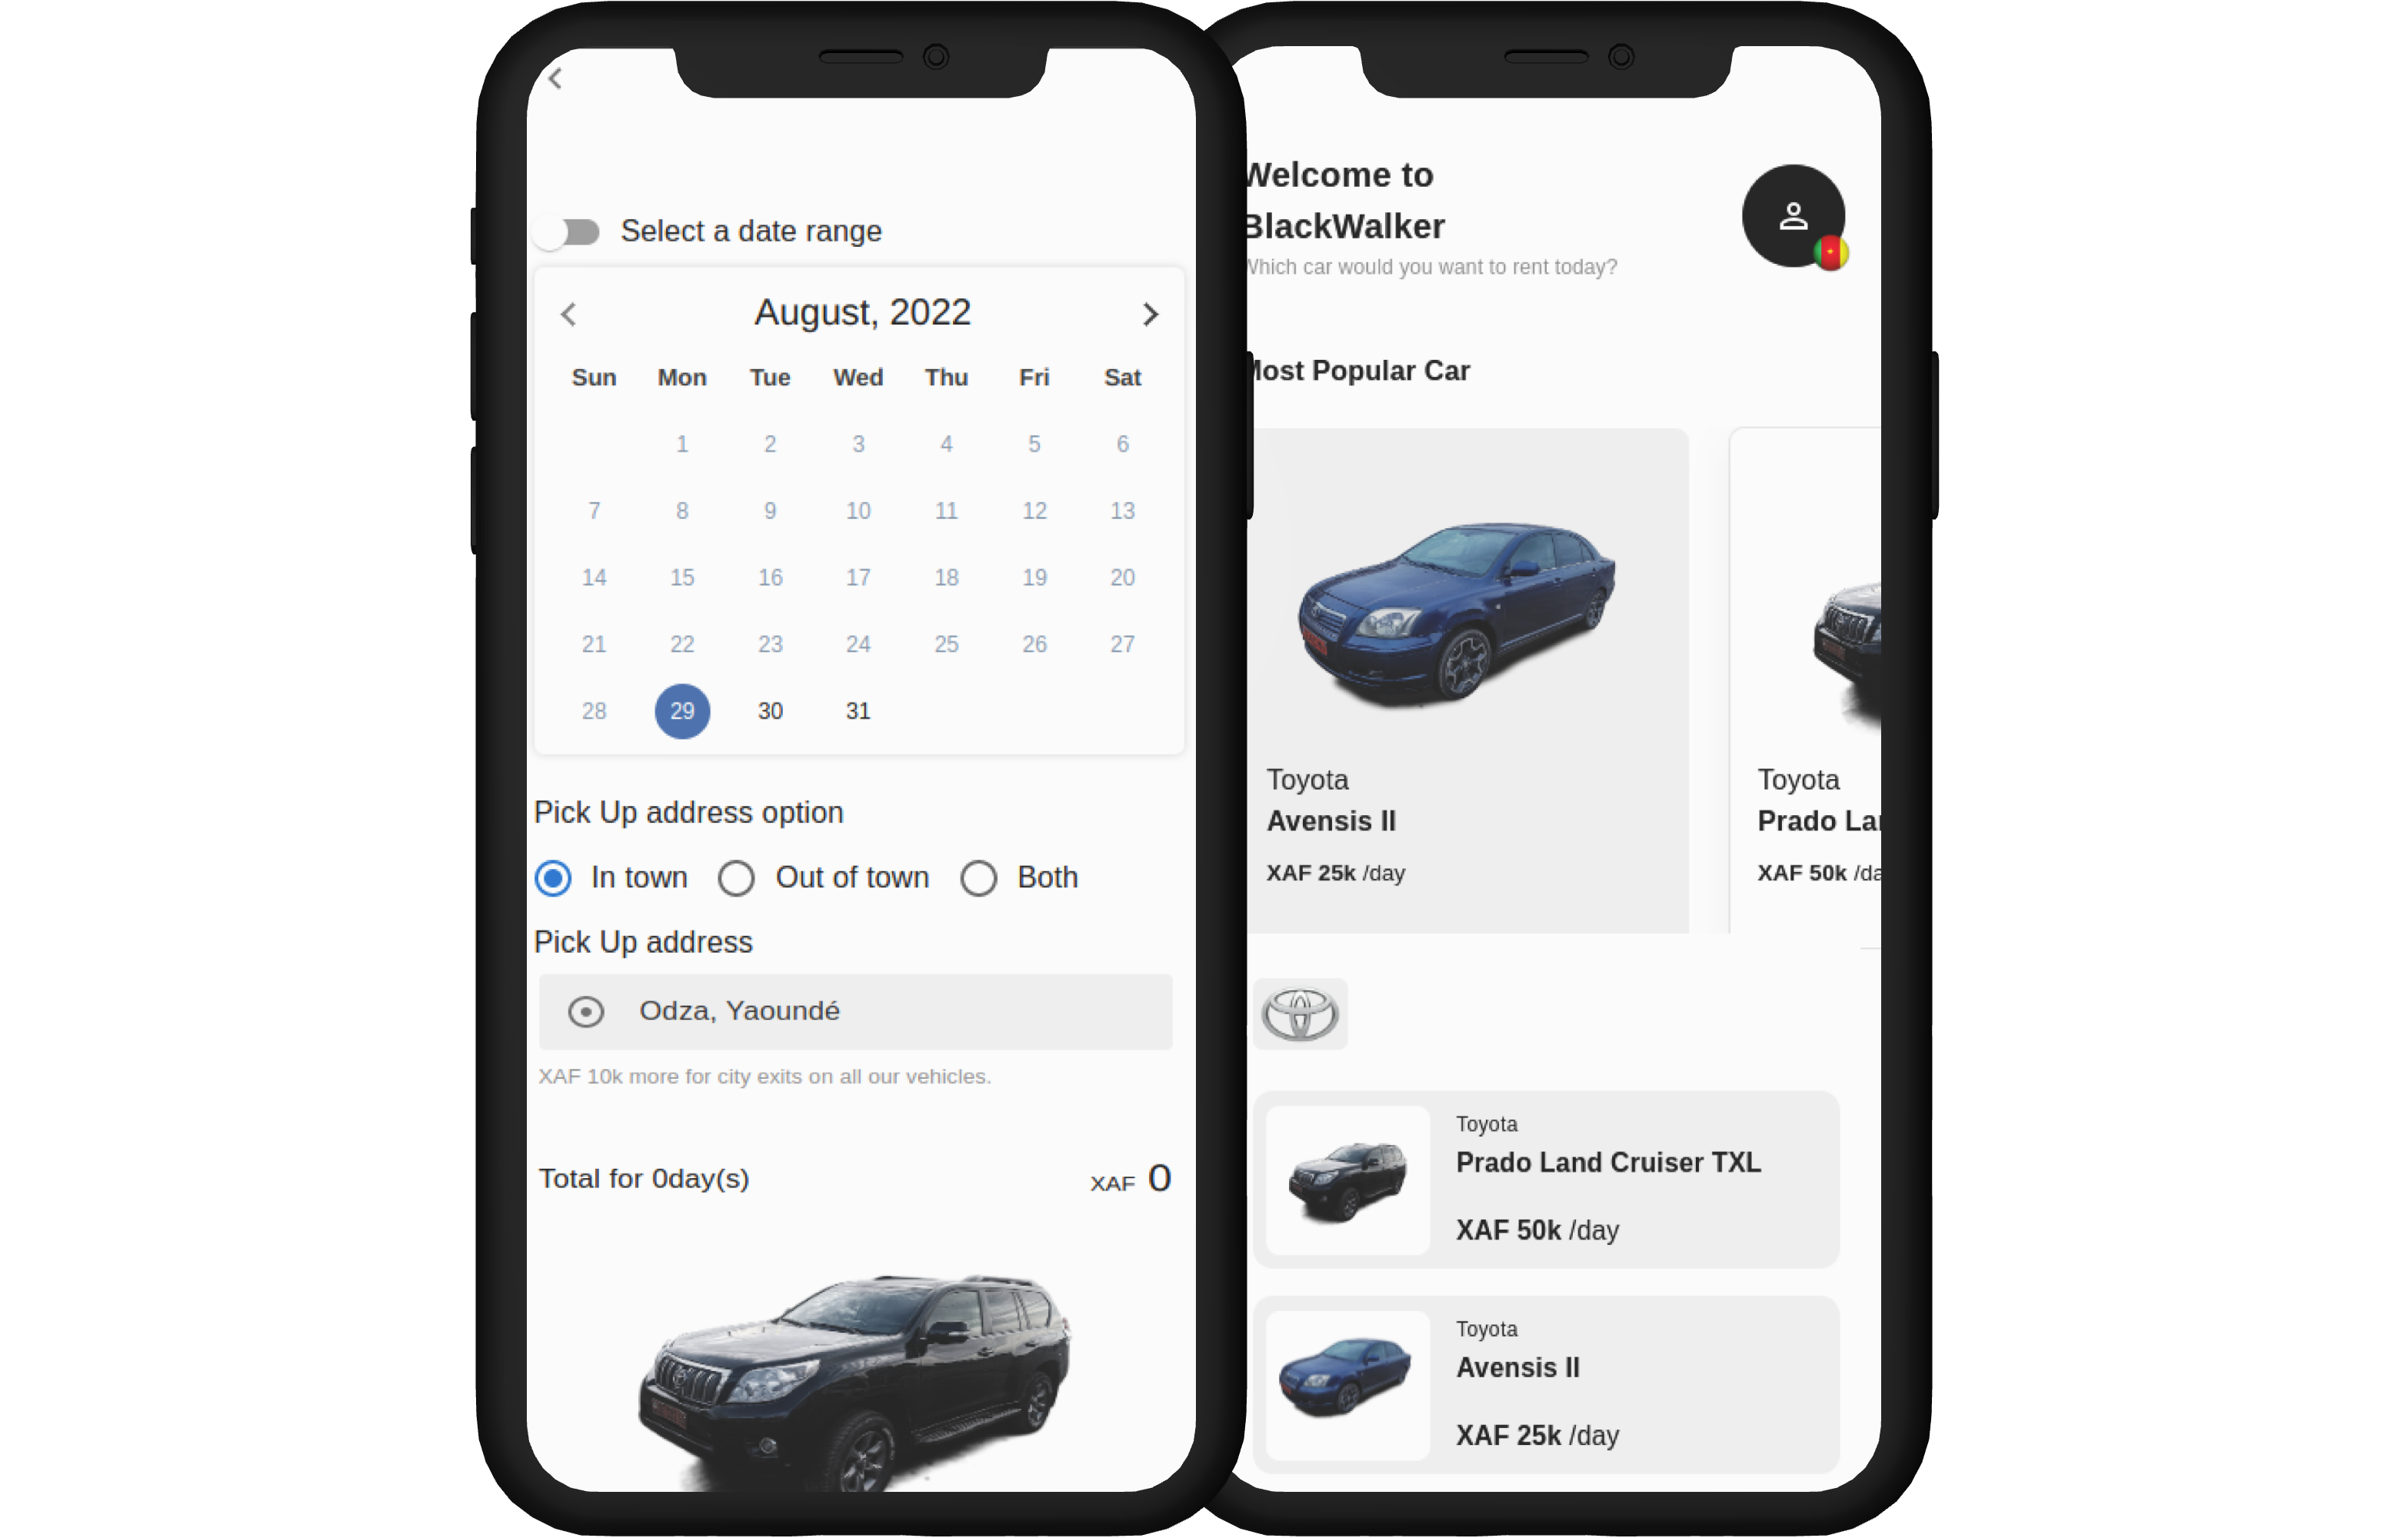 Select a date range
August, 2022
Sun Mon Tue Wed Thu Fri Sat
1 2 3 4 5 6
7 8 9 10 11 12 13
14 15 16 17 18 19 20
21 22 23 24 25 26 27
28 29 30 31
Pick Up address option
In town Out of town Both
Pick Up address
Odza, Yaoundé
XAF 10k more for city exits on all our vehicles.
Total for 0day(s) XAF 0
Welcome to
BlackWalker
Which car would you want to rent today?
Most Popular Car
Toyota
Avensis II
XAF 25k /day
Toyota
Prado
XAF 50k
Toyota
Prado Land Cruiser TXL
XAF 50k /day
Toyota
Avensis II
XAF 25k /day